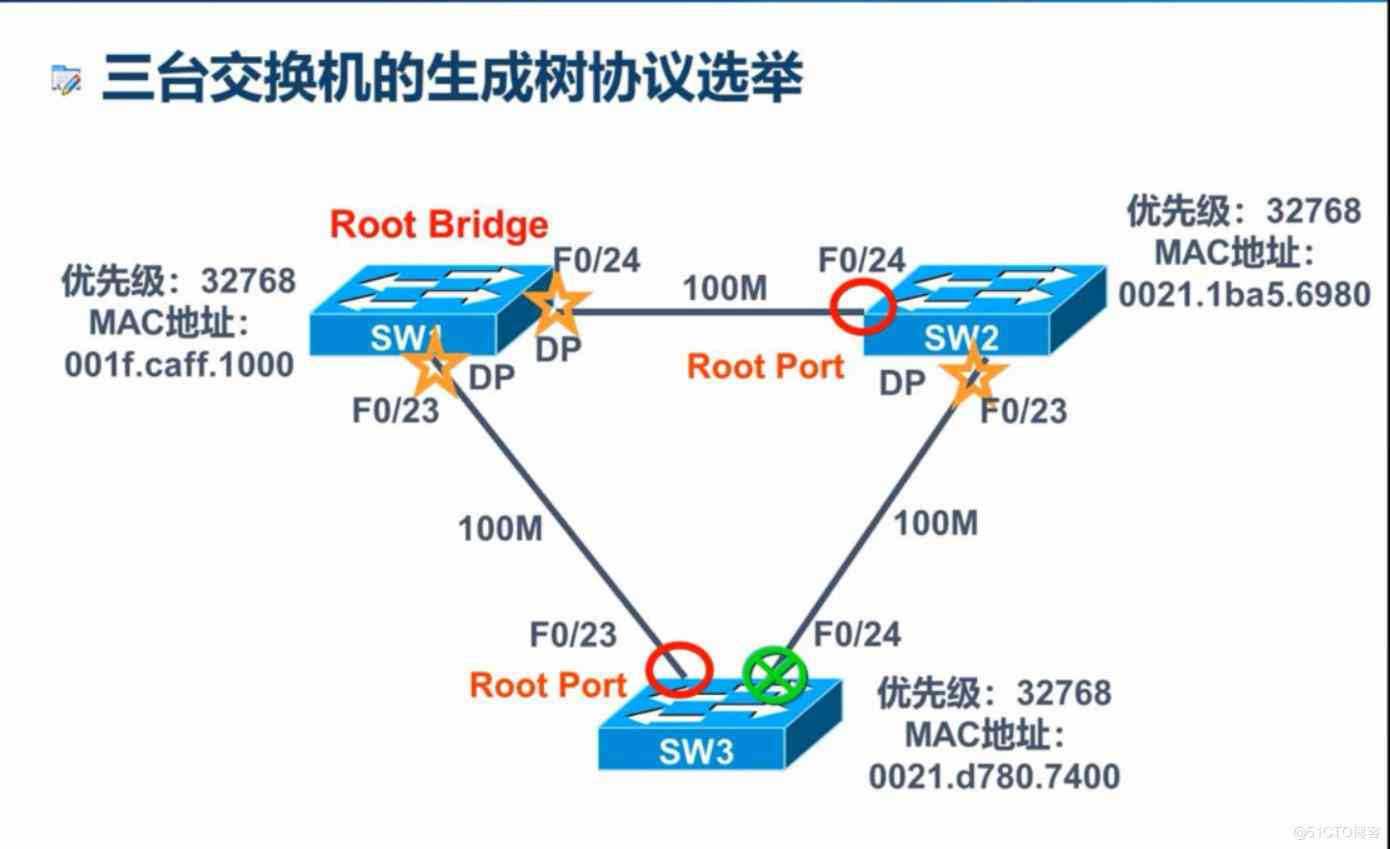 三台交换机的生成树协议选举
Root Bridge
优先级：32768
MAC地址：
001f.caff.1000
SW1
F0/24
DP
DP
F0/23
100M
F0/24
优先级：32768
MAC地址：
0021.1ba5.6980
SW2
Root Port
DP
F0/23
100M
100M
F0/23
Root Port
F0/24
SW3
优先级：32768
MAC地址：
0021.d780.7400
@51CTO博客